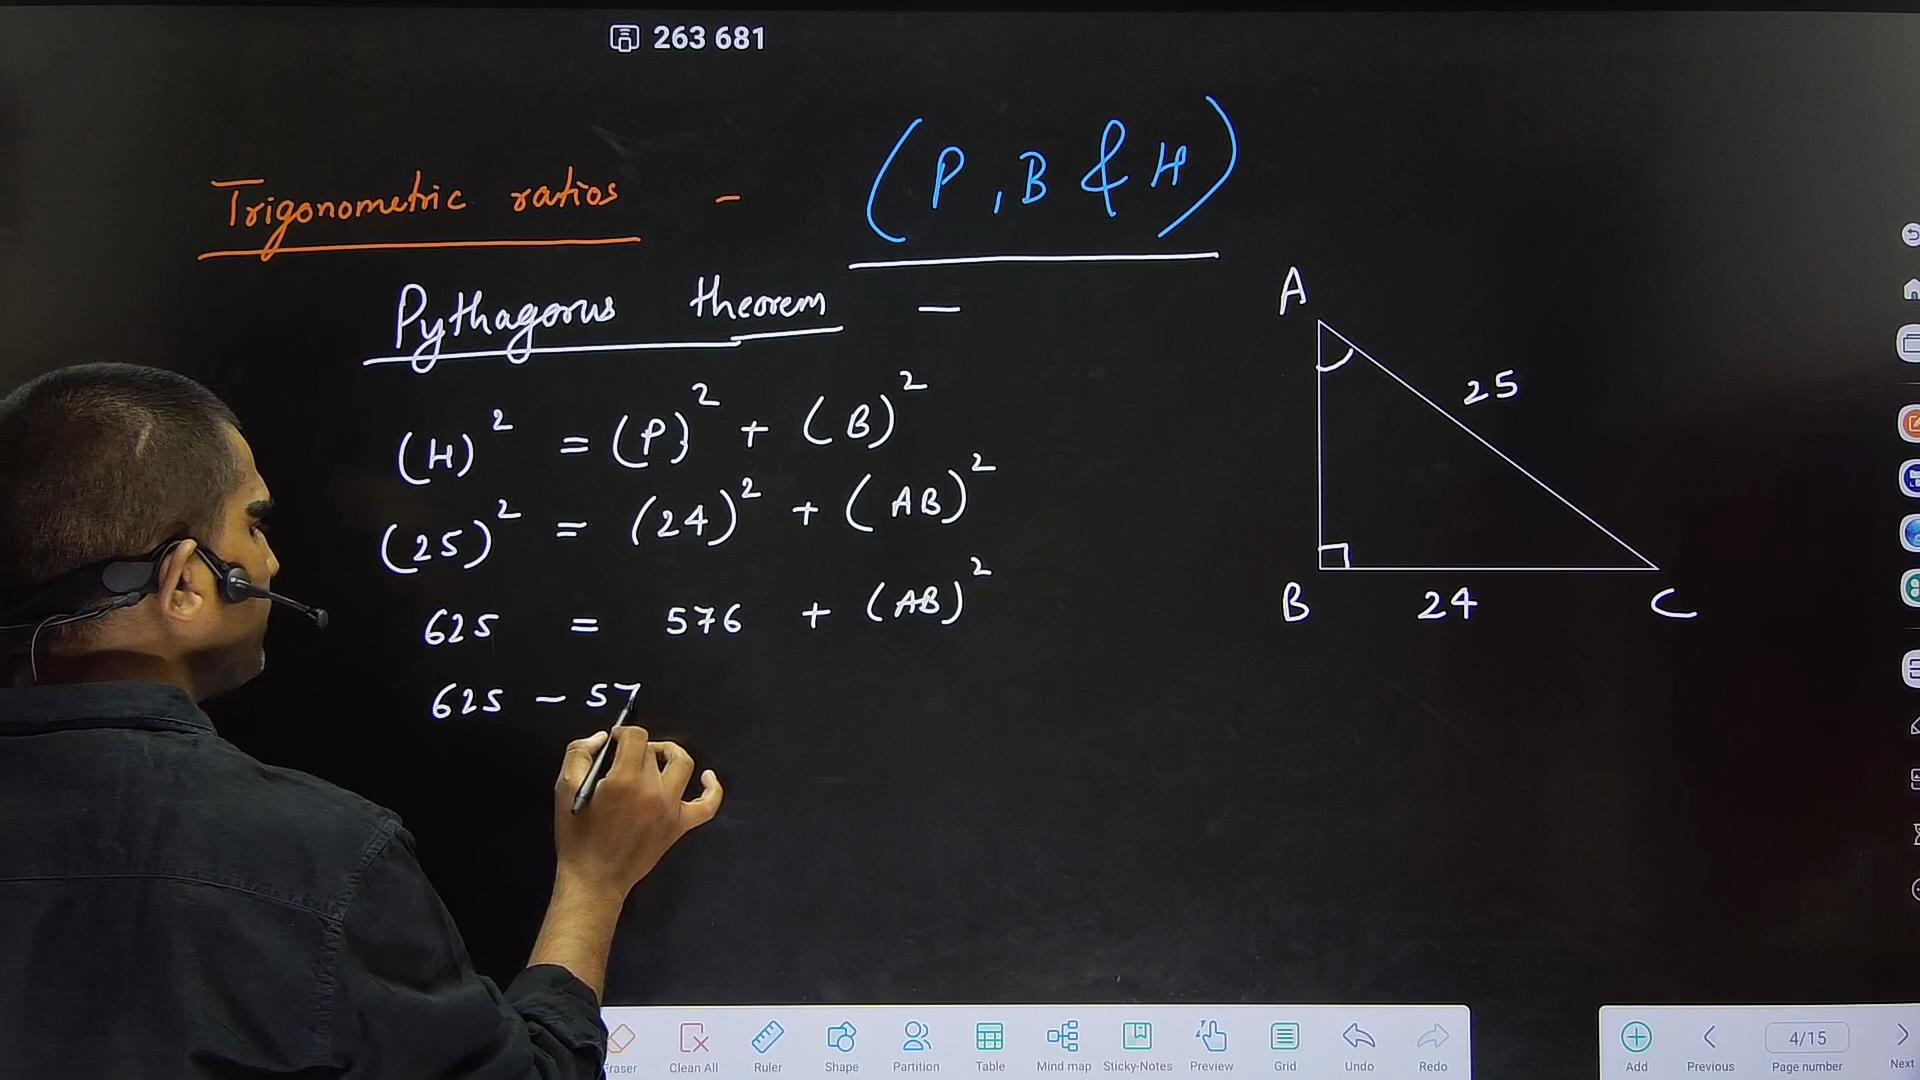 263 681
Trigonometric ratios - (P, B & H)
Pythagorus theorem -
(H)² = (P)² + (B)²
(25)² = (24)² + (AB)²
625 = 576 + (AB)²
625 - 57
A
25
B 24 C
Eraser Clean All Ruler Shape Partition Table Mind map Sticky-Notes Preview Grid Undo Redo
Add Previous 4/15 Page number Next